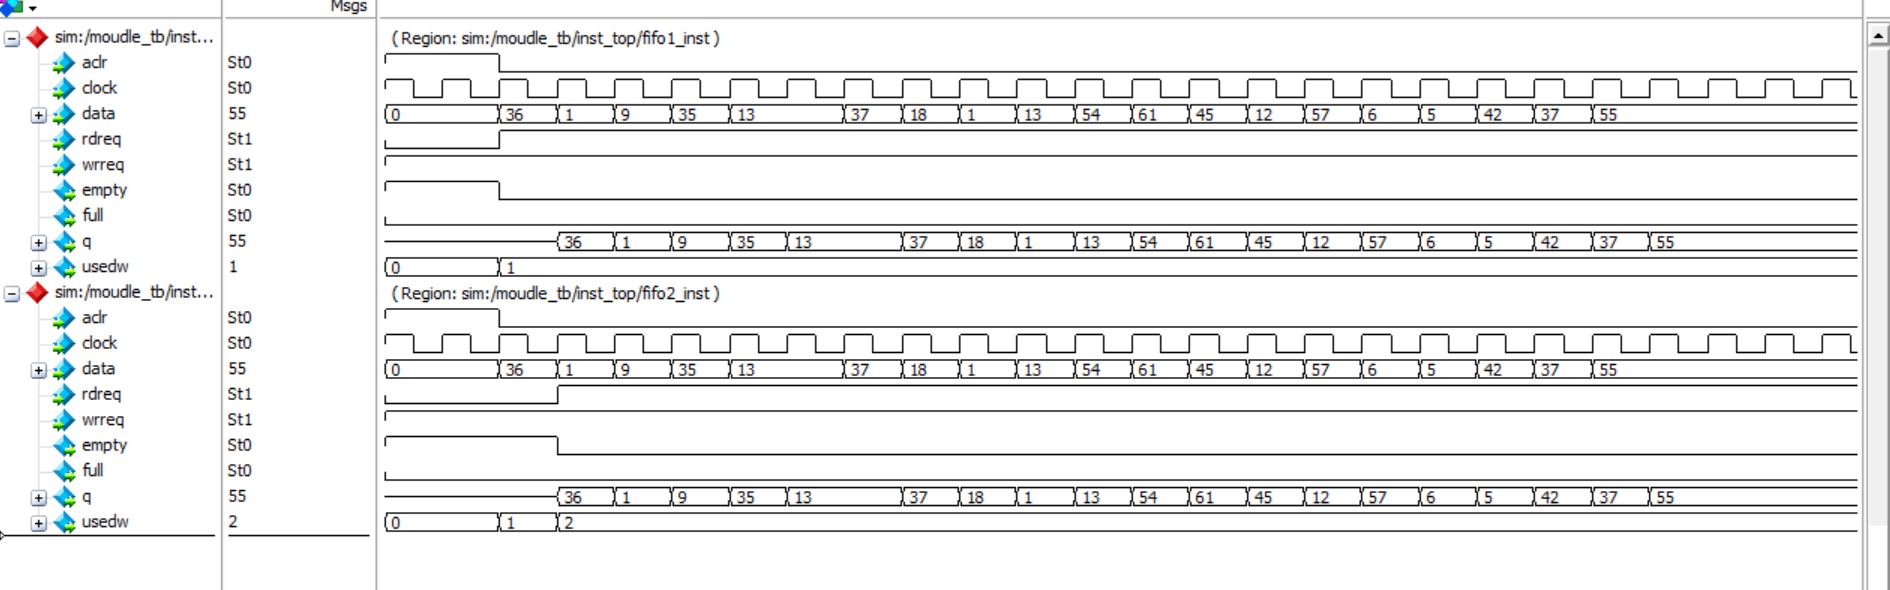 Msgs
sim:/moudle_tb/inst... (Region: sim:/moudle_tb/inst_top/fifo1_inst)
aclr St0
clock St0
data 55 0 36 1 9 35 13 37 18 1 13 54 61 45 12 57 6 5 42 37 55
rdreq St1
wrreq St1
empty St0
full St0
q 55 36 1 9 35 13 37 18 1 13 54 61 45 12 57 6 5 42 37 55
usedw 1 0 1
sim:/moudle_tb/inst... (Region: sim:/moudle_tb/inst_top/fifo2_inst)
aclr St0
clock St0
data 55 0 36 1 9 35 13 37 18 1 13 54 61 45 12 57 6 5 42 37 55
rdreq St1
wrreq St1
empty St0
full St0
q 55 36 1 9 35 13 37 18 1 13 54 61 45 12 57 6 5 42 37 55
usedw 2 0 1 2